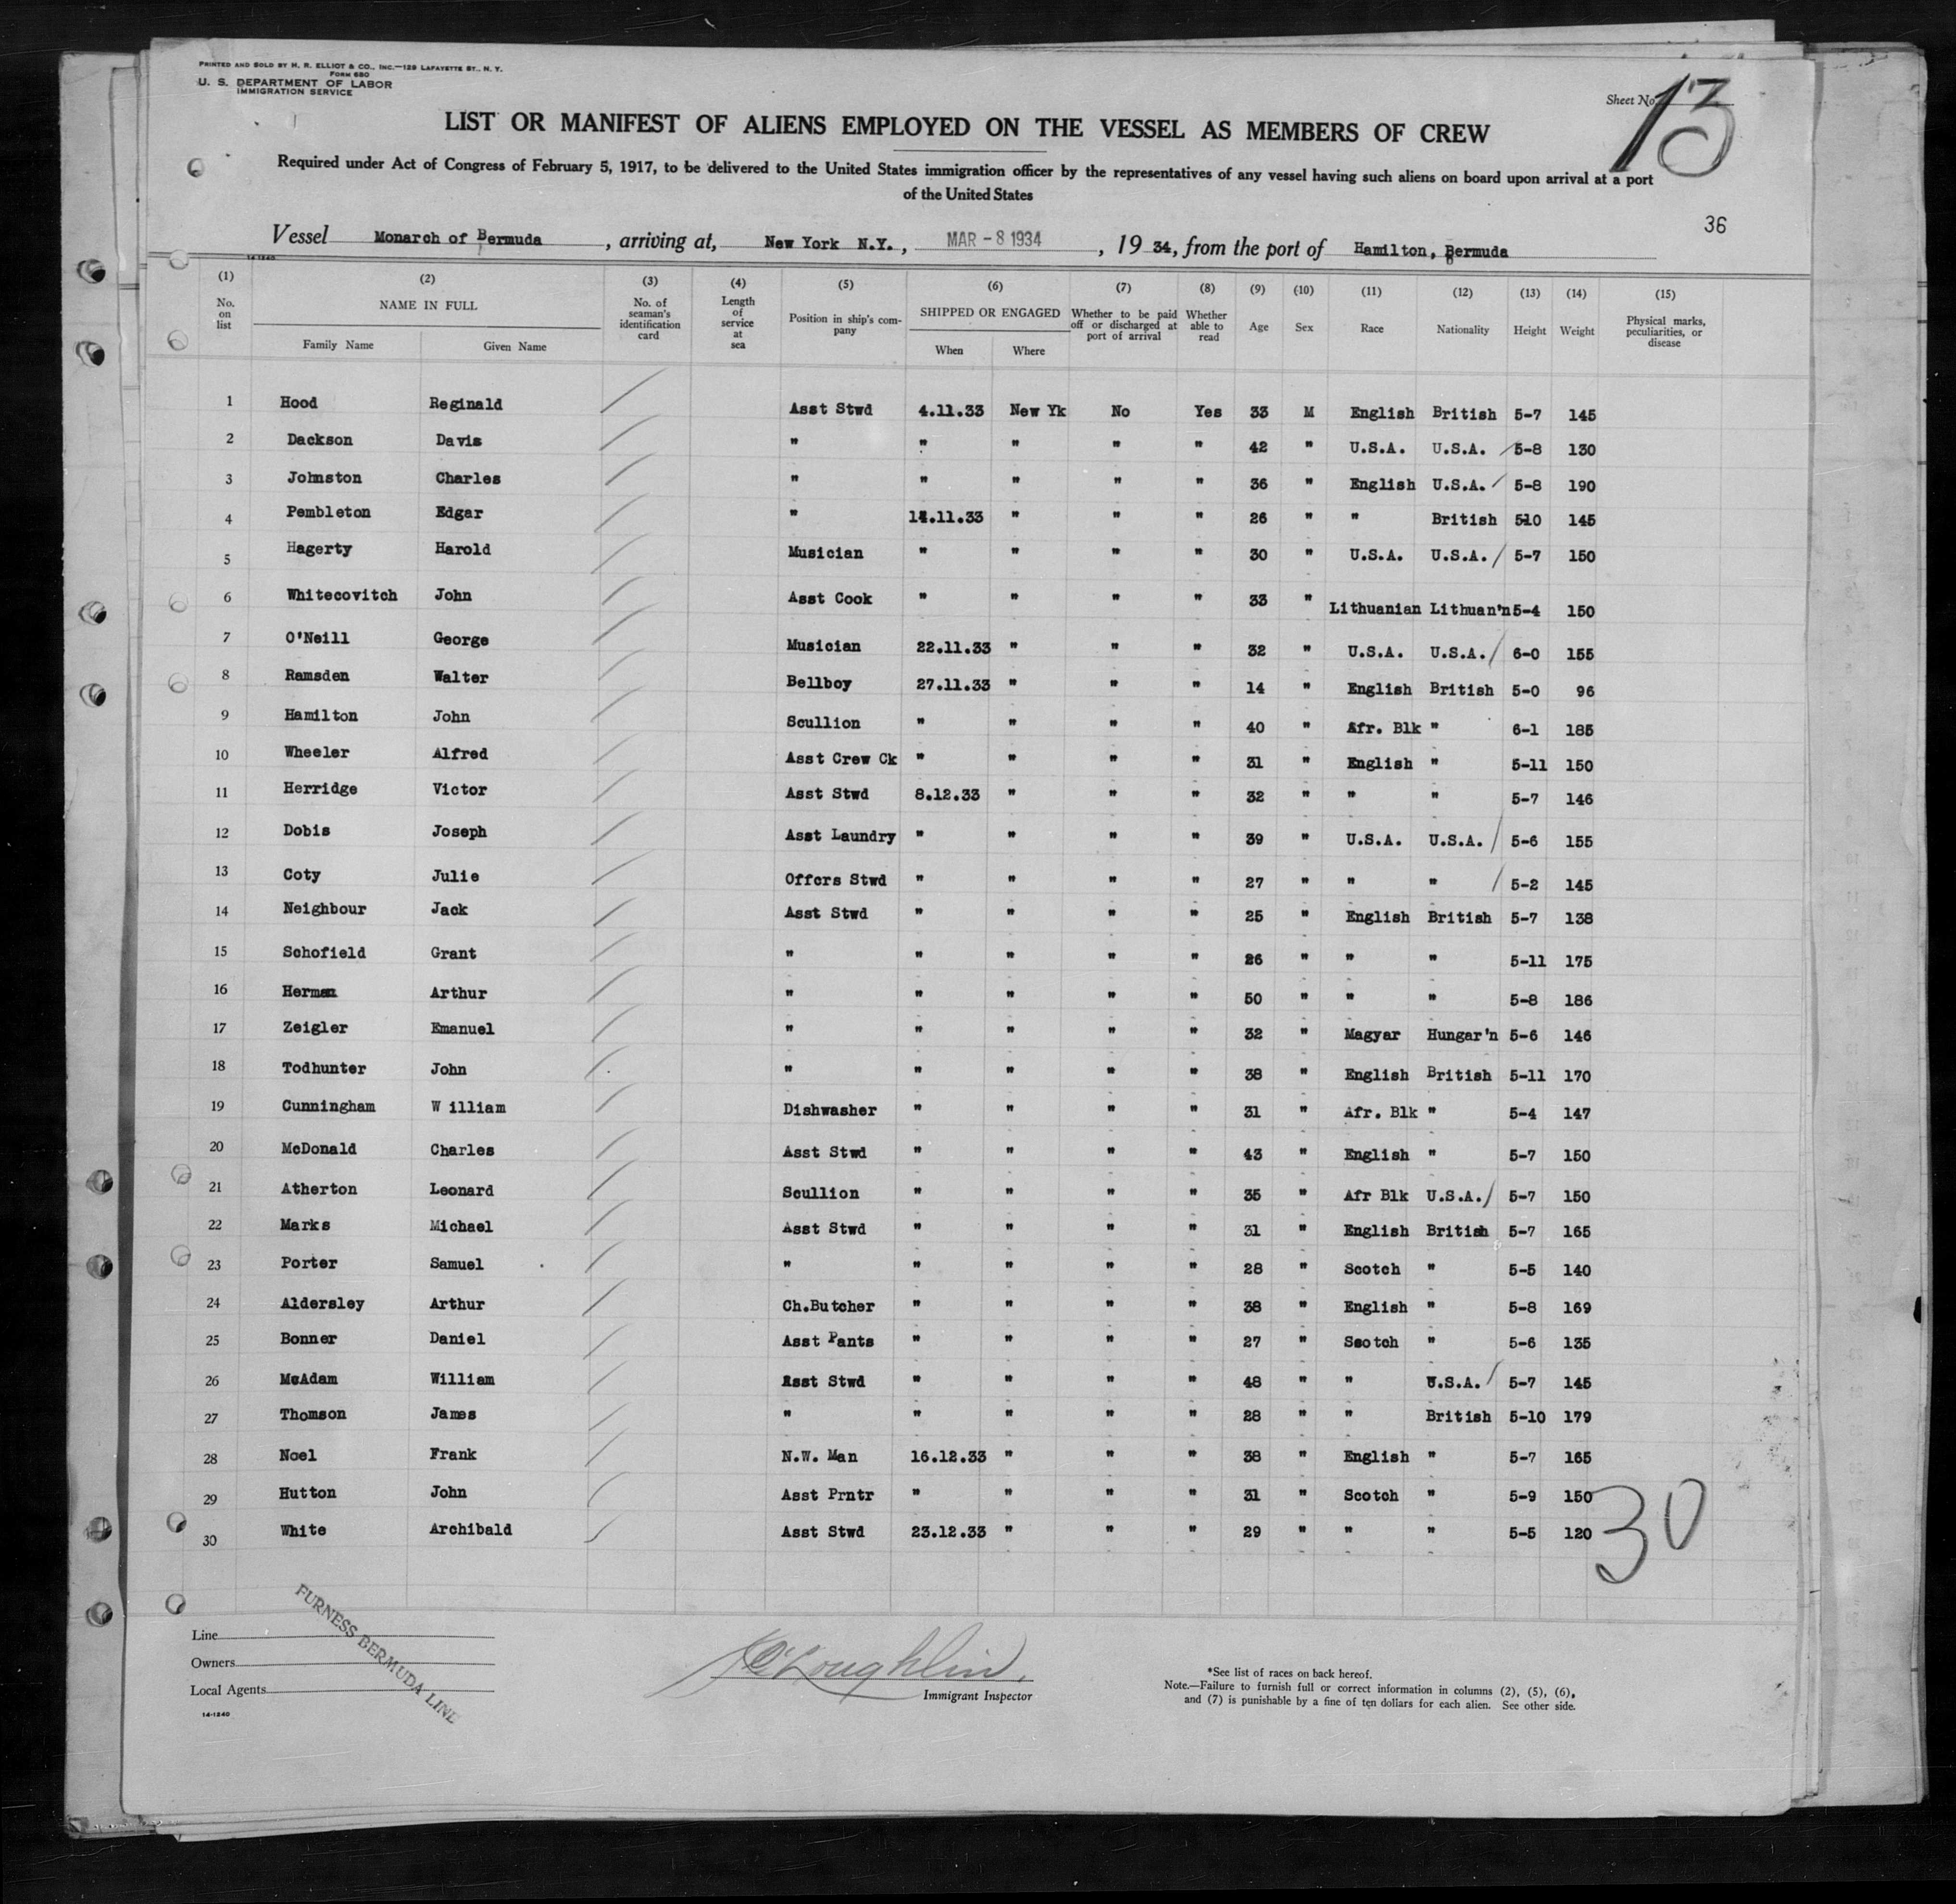 PRINTED AND SOLD BY H. R. ELLIOT & CO., INC.—129 LAFAYETTE ST., N. Y.
FORM 680
U. S. DEPARTMENT OF LABOR
IMMIGRATION SERVICE
Sheet No. 13
LIST OR MANIFEST OF ALIENS EMPLOYED ON THE VESSEL AS MEMBERS OF CREW
Required under Act of Congress of February 5, 1917, to be delivered to the United States immigration officer by the representatives of any vessel having such aliens on board upon arrival at a port
of the United States
36
Vessel Monarch of Bermuda, arriving at, New York N.Y., MAR - 8 1934, 19 34, from the port of Hamilton, Bermuda
14-1240
(1) (2) (3) (4) (5) (6) (7) (8) (9) (10) (11) (12) (13) (14) (15)
No. on list NAME IN FULL Family Name Given Name No. of seaman's identification card Length of service at sea Position in ship's company SHIPPED OR ENGAGED When Where Whether to be paid off or discharged at port of arrival Whether able to read Age Sex Race Nationality Height Weight Physical marks, peculiarities, or disease
1 Hood Reginald Asst Stwd 4.11.33 New Yk No Yes 33 M English British 5-7 145
2 Dackson Davis " " " " " 42 " U.S.A. U.S.A. 5-8 130
3 Johnston Charles " " " " " 36 " English U.S.A. 5-8 190
4 Pembleton Edgar " 14.11.33 " " " 26 " " British 510 145
5 Hagerty Harold Musician " " " " 30 " U.S.A. U.S.A. 5-7 150
6 Whitecovitch John Asst Cook " " " " 33 " Lithuanian Lithuan'n 5-4 150
7 O'Neill George Musician 22.11.33 " " " 32 " U.S.A. U.S.A. 6-0 155
8 Ramsden Walter Bellboy 27.11.33 " " " 14 " English British 5-0 96
9 Hamilton John Scullion " " " " 40 " Afr. Blk " 6-1 185
10 Wheeler Alfred Asst Crew Ck " " " " 31 " English " 5-11 150
11 Herridge Victor Asst Stwd 8.12.33 " " " 32 " " " 5-7 146
12 Dobis Joseph Asst Laundry " " " " 39 " U.S.A. U.S.A. 5-6 155
13 Coty Julie Offcrs Stwd " " " " 27 " " " 5-2 145
14 Neighbour Jack Asst Stwd " " " " 25 " English British 5-7 138
15 Schofield Grant " " " " " 26 " " " 5-11 175
16 Herman Arthur " " " " " 50 " " " 5-8 186
17 Zeigler Emanuel " " " " " 32 " Magyar Hungar'n 5-6 146
18 Todhunter John " " " " " 38 " English British 5-11 170
19 Cunningham W illiam Dishwasher " " " " 31 " Afr. Blk " 5-4 147
20 McDonald Charles Asst Stwd " " " " 43 " English " 5-7 150
21 Atherton Leonard Scullion " " " " 35 " Afr Blk U.S.A. 5-7 150
22 Marks Michael Asst Stwd " " " " 31 " English British 5-7 165
23 Porter Samuel " " " " " 28 " Scotch " 5-5 140
24 Aldersley Arthur Ch.Butcher " " " " 38 " English " 5-8 169
25 Bonner Daniel Asst Pants " " " " 27 " Scotch " 5-6 135
26 McAdam William Asst Stwd " " " " 48 " " U.S.A. 5-7 145
27 Thomson James " " " " " 28 " " British 5-10 179
28 Noel Frank N.W. Man 16.12.33 " " " 38 " English " 5-7 165
29 Hutton John Asst Prntr " " " " 31 " Scotch " 5-9 150
30 White Archibald Asst Stwd 23.12.33 " " " 29 " " " 5-5 120
30
FURNESS BERMUDA LINE
Line
Owners
Local Agents
14-1240
McLoughlin.
Immigrant Inspector
*See list of races on back hereof.
Note.—Failure to furnish full or correct information in columns (2), (5), (6),
and (7) is punishable by a fine of ten dollars for each alien. See other side.